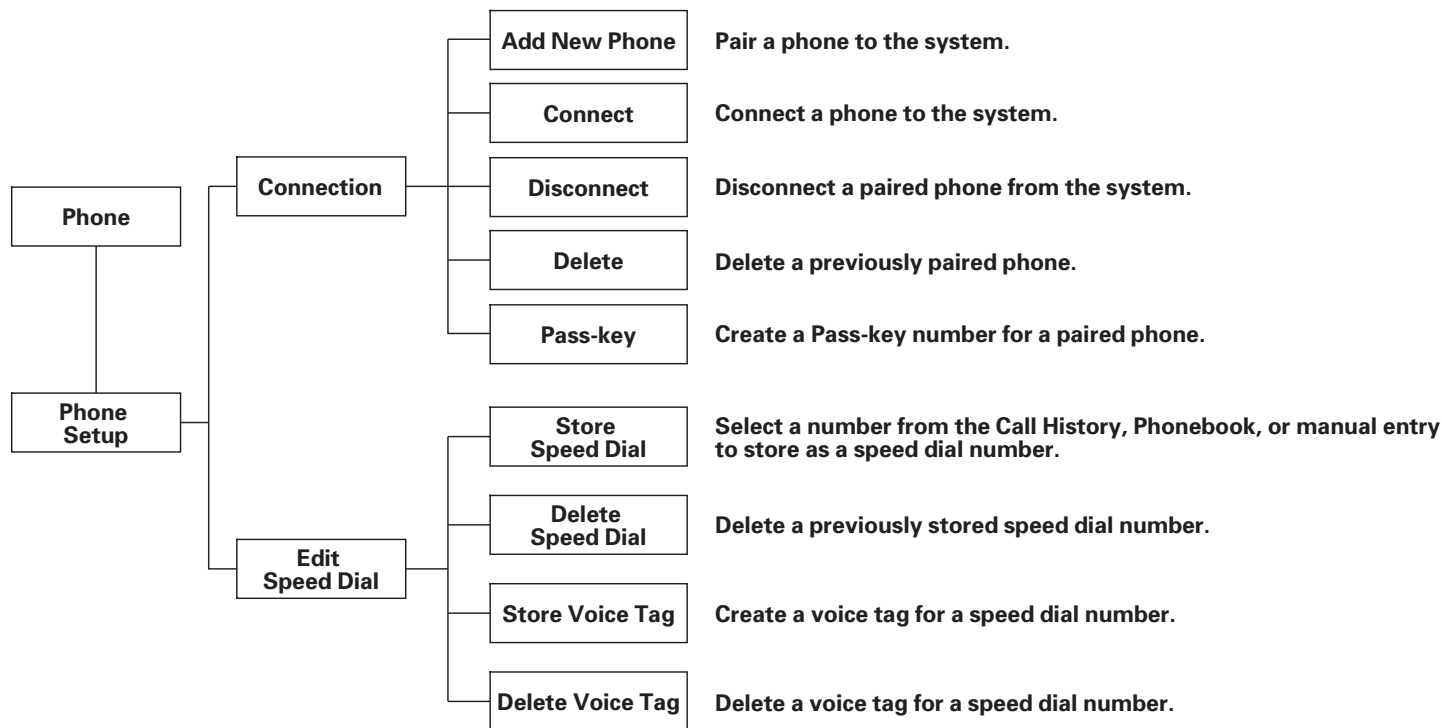 Add New Phone Pair a phone to the system.
Connect Connect a phone to the system.
Connection Disconnect Disconnect a paired phone from the system.
Phone
Delete Delete a previously paired phone.
Pass-key Create a Pass-key number for a paired phone.
Phone
Setup
Store
Speed Dial
Select a number from the Call History, Phonebook, or manual entry
to store as a speed dial number.
Delete
Speed Dial
Delete a previously stored speed dial number.
Edit
Speed Dial
Store Voice Tag Create a voice tag for a speed dial number.
Delete Voice Tag Delete a voice tag for a speed dial number.